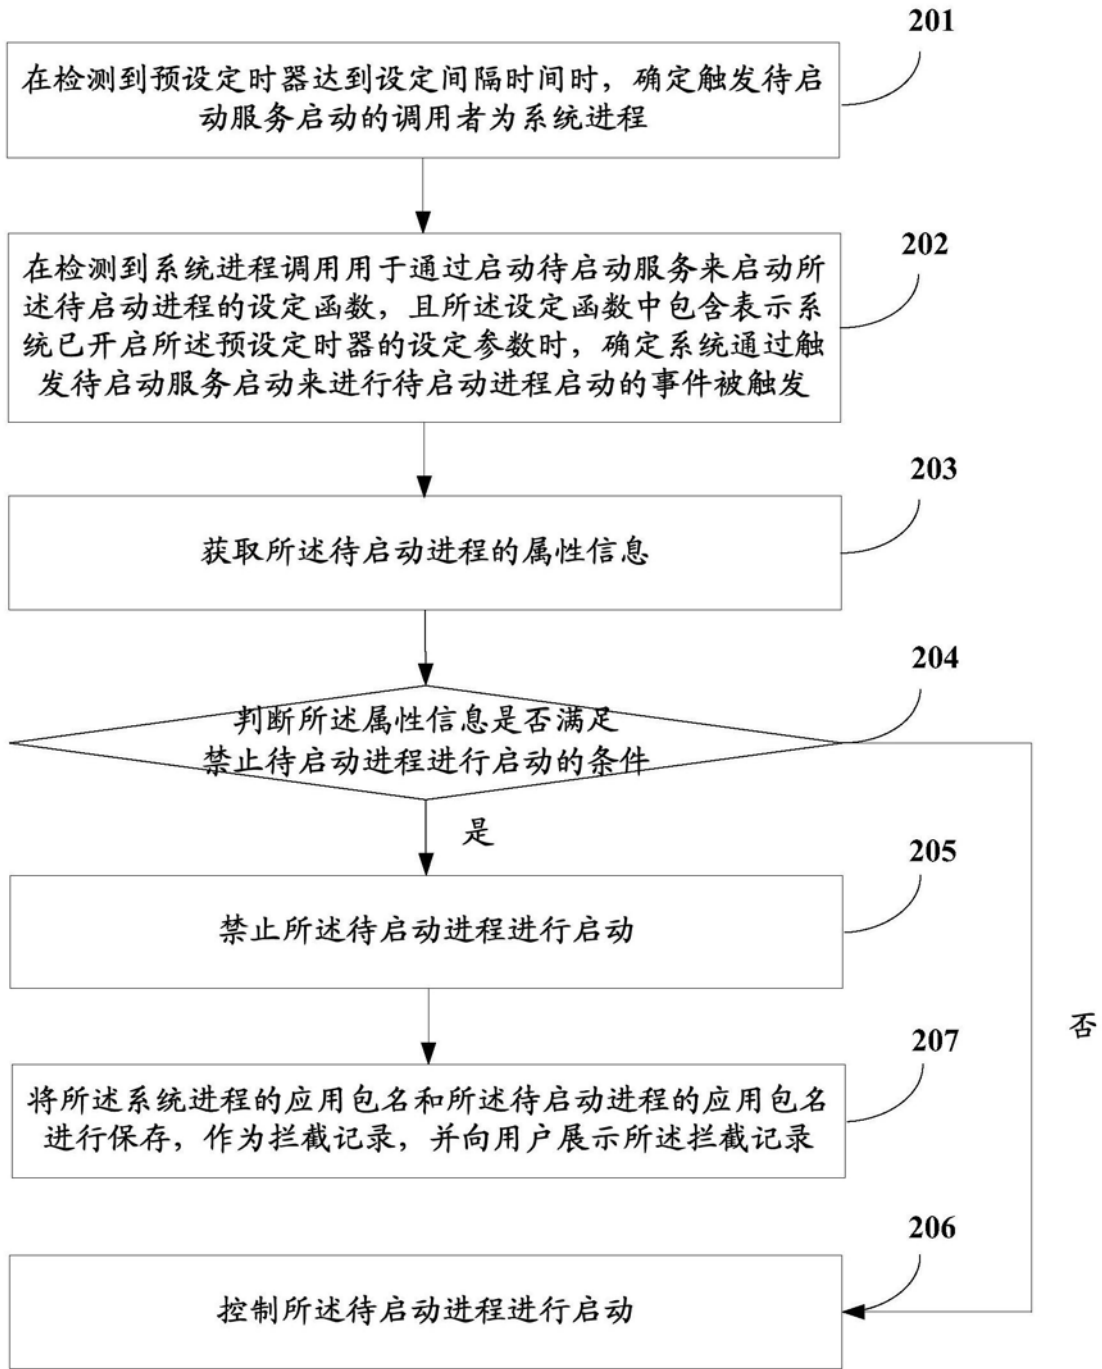 201
在检测到预设定时器达到设定间隔时间时，确定触发待启
动服务启动的调用者为系统进程
202
在检测到系统进程调用用于通过启动待启动服务来启动所
述待启动进程的设定函数，且所述设定函数中包含表示系
统已开启所述预设定时器的设定参数时，确定系统通过触
发待启动服务启动来进行待启动进程启动的事件被触发
203
获取所述待启动进程的属性信息
204
判断所述属性信息是否满足
禁止待启动进程进行启动的条件
是
205
禁止所述待启动进程进行启动
否
207
将所述系统进程的应用包名和所述待启动进程的应用包名
进行保存，作为拦截记录，并向用户展示所述拦截记录
206
控制所述待启动进程进行启动